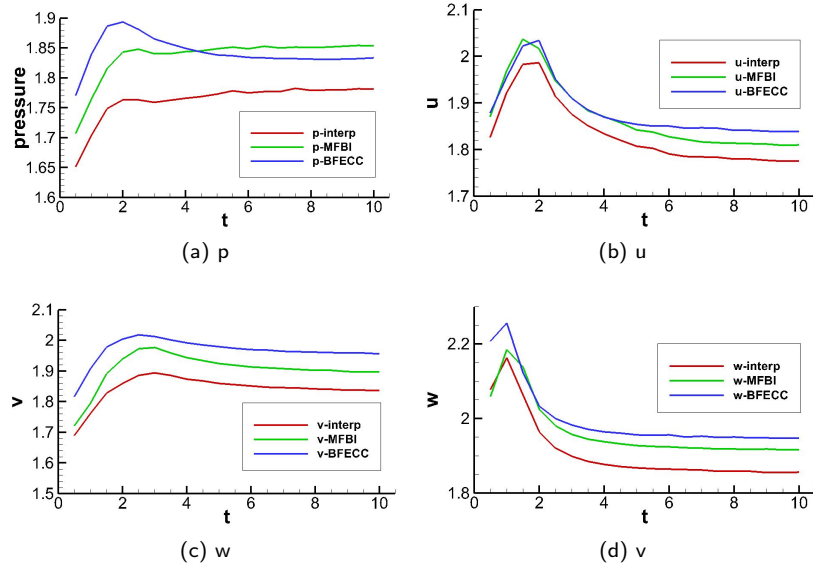 1.9
1.85
1.8
1.75
1.7
1.65
1.6
pressure
0
2
4
6
8
10
t
p-interp
p-MFBI
p-BFECC
(a) p
2.1
2
1.9
1.8
1.7
u
0
2
4
6
8
10
t
u-interp
u-MFBI
u-BFECC
(b) u
2.1
2
1.9
1.8
1.7
1.6
1.5
v
0
2
4
6
8
10
t
v-interp
v-MFBI
v-BFECC
(c) w
2.2
2
1.8
w
0
2
4
6
8
10
t
w-interp
w-MFBI
w-BFECC
(d) v